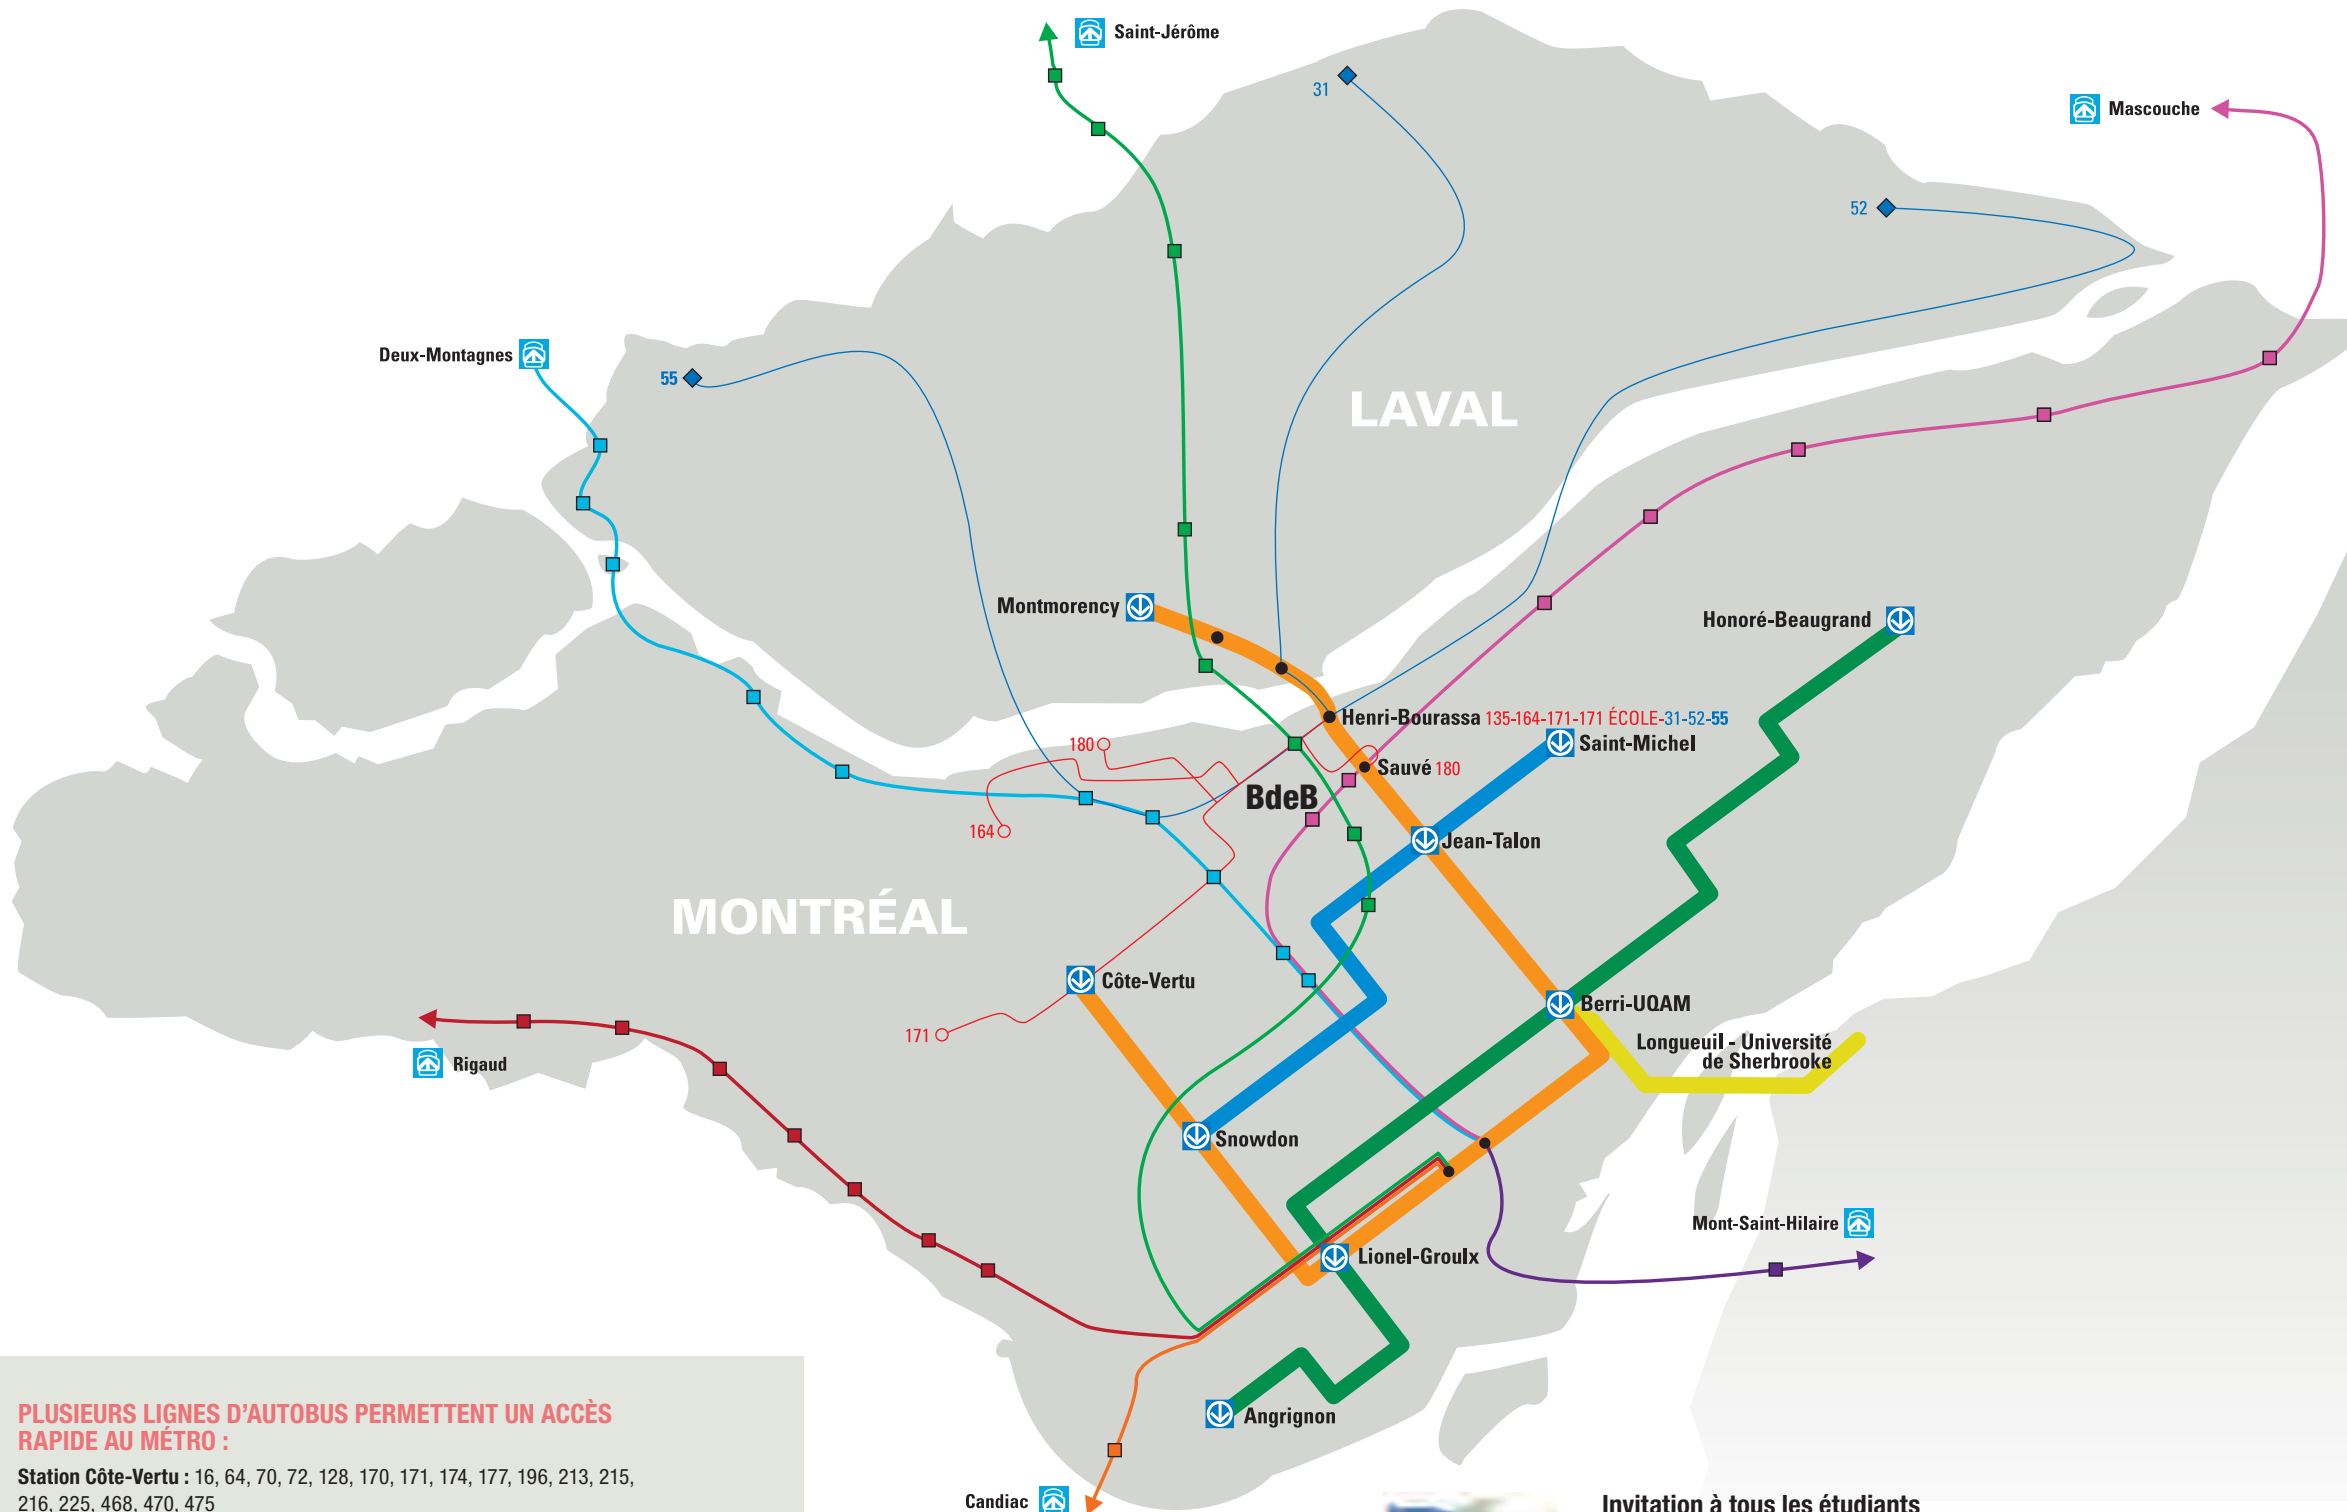 Saint-Jérôme
31
Mascouche
52
Deux-Montagnes
55
LAVAL
Montmorency
Honoré-Beaugrand
Henri-Bourassa 135-164-171-171 ÉCOLE-31-52-55
180
Saint-Michel
Sauvé 180
BdeB
164
Jean-Talon
MONTRÉAL
Côte-Vertu
Berri-UQAM
171
Longueuil - Université
de Sherbrooke
Rigaud
Snowdon
Mont-Saint-Hilaire
Lionel-Groulx
Angrignon
PLUSIEURS LIGNES D'AUTOBUS PERMETTENT UN ACCÈS
RAPIDE AU MÉTRO :
Station Côte-Vertu : 16, 64, 70, 72, 128, 170, 171, 174, 177, 196, 213, 215,
216, 225, 468, 470, 475
Candiac
Invitation à tous les étudiants